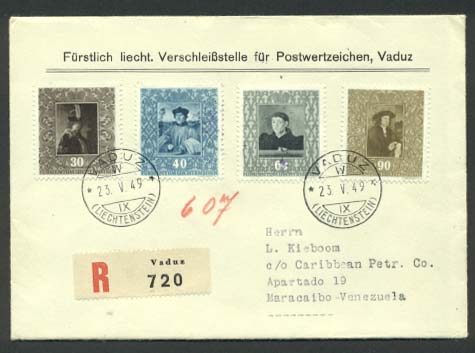 Fürstlich liecht. Verschleißstelle für Postwertzeichen, Vaduz
30
40
90
VADUZ
W
* 23. V. 49 *
IX
(LIECHTENSTEIN)
VADUZ
W
* 23. V. 49 *
IX
(LIECHTENSTEIN)
607
R
Vaduz
720
Herrn
L. Kieboom
c/o Caribbean Petr. Co.
Apartado 19
Maracaibo-Venezuela